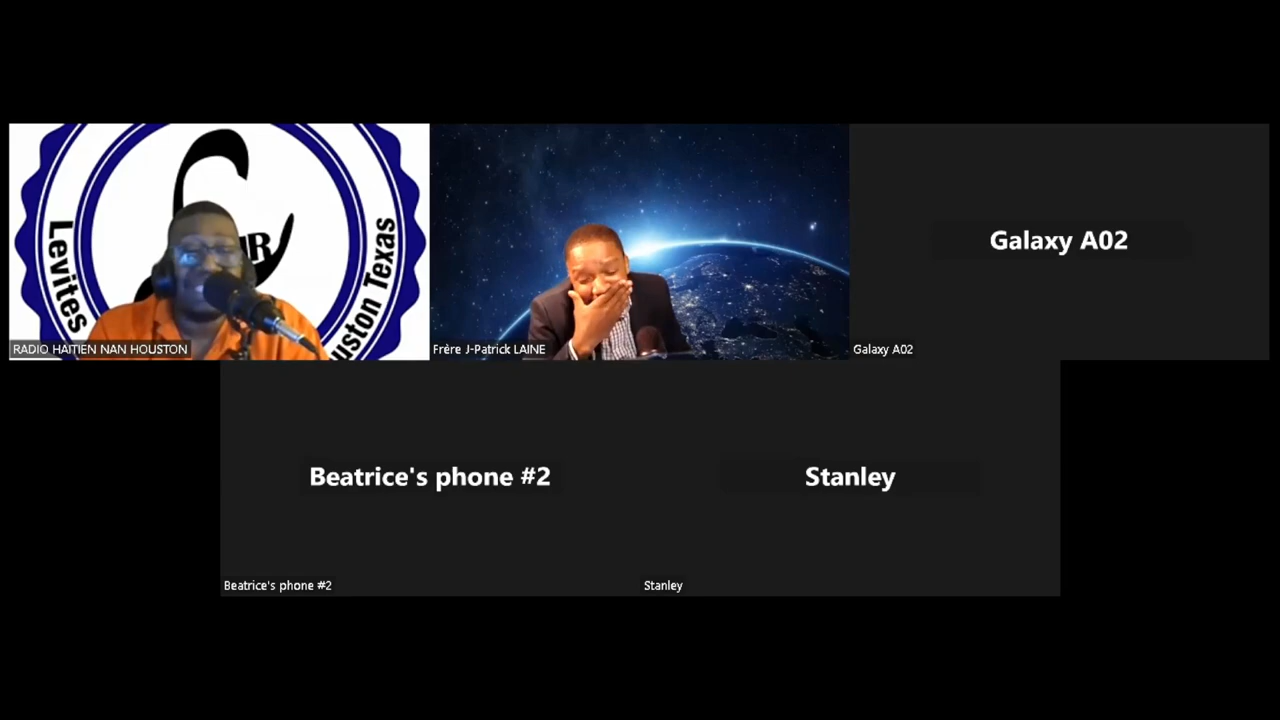 Levites
uston Texas
RADIO HAITIEN NAN HOUSTON
Frère J-Patrick LAINE
Galaxy A02
Galaxy A02
Beatrice's phone #2
Stanley
Beatrice's phone #2
Stanley